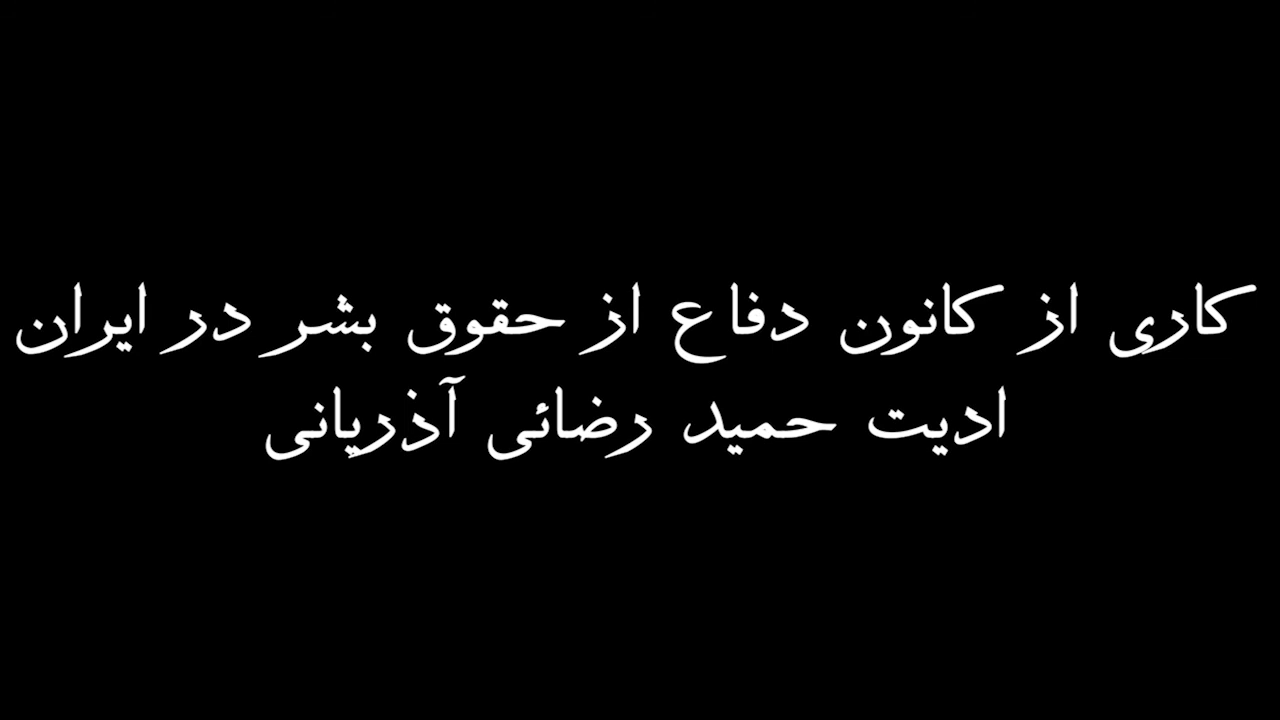 کاری از کانون دفاع از حقوق بشر در ایران
ادیت حمید رضائی آذریانی